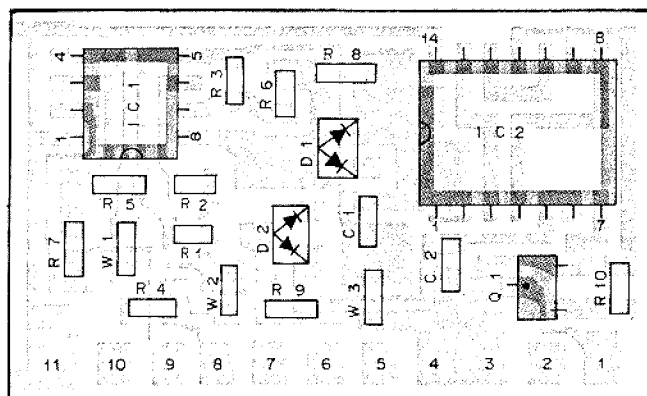 14 8
4 5
R 3
R 6
R 8
I C 1
I C 2
1 8
D 1
R 5 R 2
1 7
R 7
W 1
R 1
D 2
C 1
C 2
Q 1
R 10
R 4
W 2
R 9
W 3
11 10 9 8 7 6 5 4 3 2 1